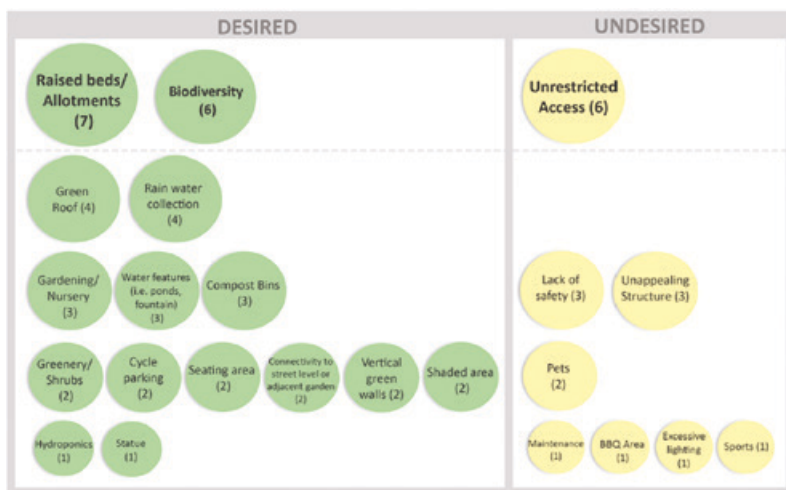 DESIRED
UNDESIRED
Raised beds/
Allotments
(7)
Biodiversity
(6)
Unrestricted
Access (6)
Green
Roof (4)
Rain water
collection
(4)
Gardening/
Nursery
(3)
Water features
(i.e. ponds,
fountain)
(3)
Compost Bins
(3)
Lack of
safety (3)
Unappealing
Structure (3)
Greenery/
Shrubs
(2)
Cycle
parking
(2)
Seating area
(2)
Connectivity to
street level or
adjacent garden
(2)
Vertical
green
walls (2)
Shaded area
(2)
Pets
(2)
Hydroponics
(1)
Statue
(1)
Maintenance
(1)
BBQ Area
(1)
Excessive
lighting
(1)
Sports (1)